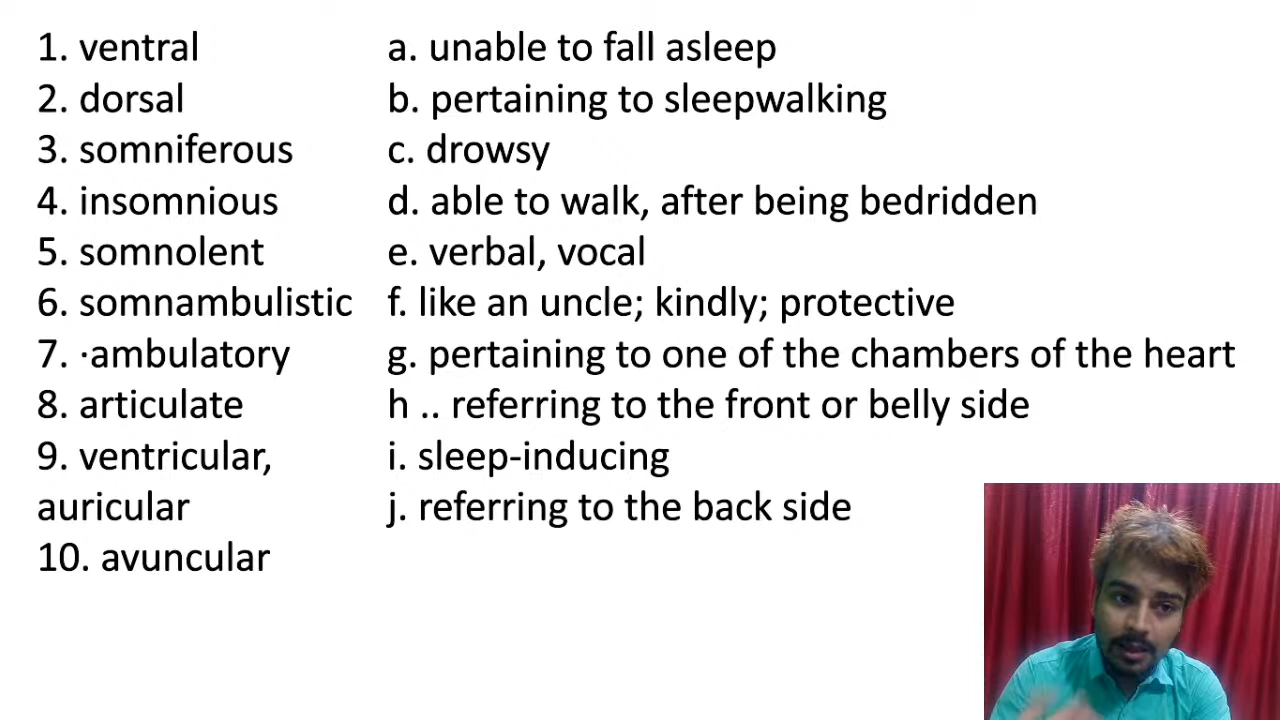 1. ventral
2. dorsal
3. somniferous
4. insomnious
5. somnolent
6. somnambulistic
7. ·ambulatory
8. articulate
9. ventricular,
auricular
10. avuncular
a. unable to fall asleep
b. pertaining to sleepwalking
c. drowsy
d. able to walk, after being bedridden
e. verbal, vocal
f. like an uncle; kindly; protective
g. pertaining to one of the chambers of the heart
h .. referring to the front or belly side
i. sleep-inducing
j. referring to the back side